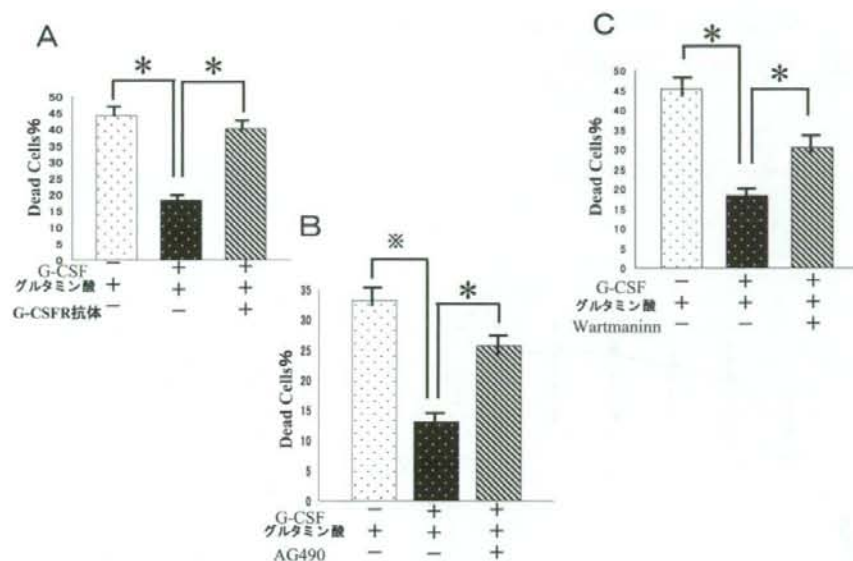 A
* *
Dead Cells%
50
45
40
35
30
25
20
15
10
5
0
G-CSF − + +
グルタミン酸 + + +
G-CSFR抗体 − − +
B
※ *
Dead Cells%
35
30
25
20
15
10
5
0
G-CSF − + +
グルタミン酸 + + +
AG490 − − +
C
* *
Dead Cells%
50
45
40
35
30
25
20
15
10
5
0
G-CSF − + +
グルタミン酸 + + +
Wartmaninn − − +